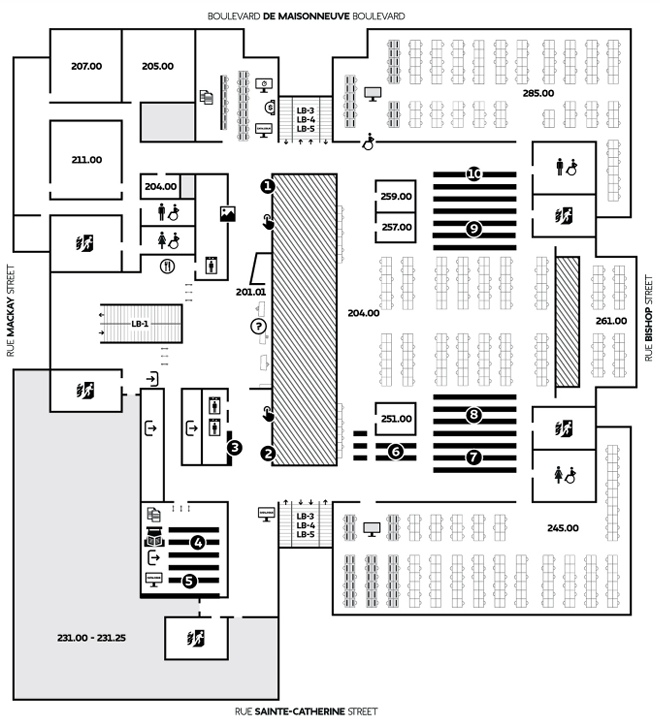 BOULEVARD DE MAISONNEUVE BOULEVARD
207.00
205.00
285.00
LB-3
LB-4
LB-5
211.00
204.00
1
10
259.00
257.00
9
201.01
204.00
261.00
RUE MACKAY STREET
RUE BISHOP STREET
LB-1
?
251.00
8
3
2
6
7
4
5
LB-3
LB-4
LB-5
245.00
231.00 - 231.25
RUE SAINTE-CATHERINE STREET